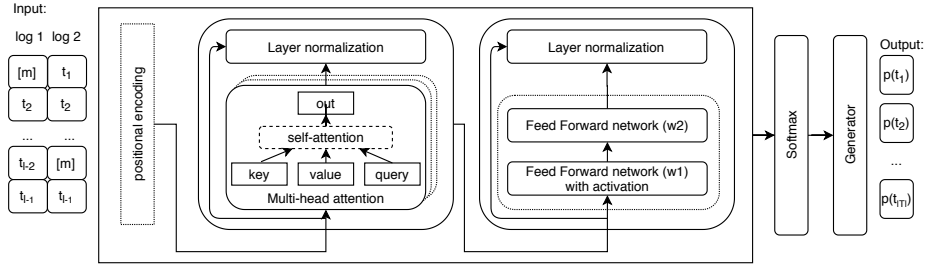 Input:
log 1 log 2
[m] t1
t2 t2
... ...
tl-2 [m]
tl-1 tl-1
positional encoding
Layer normalization
out
self-attention
key value query
Multi-head attention
Layer normalization
Feed Forward network (w2)
Feed Forward network (w1)
with activation
Softmax
Generator
Output:
p(t1)
p(t2)
...
p(t|T|)